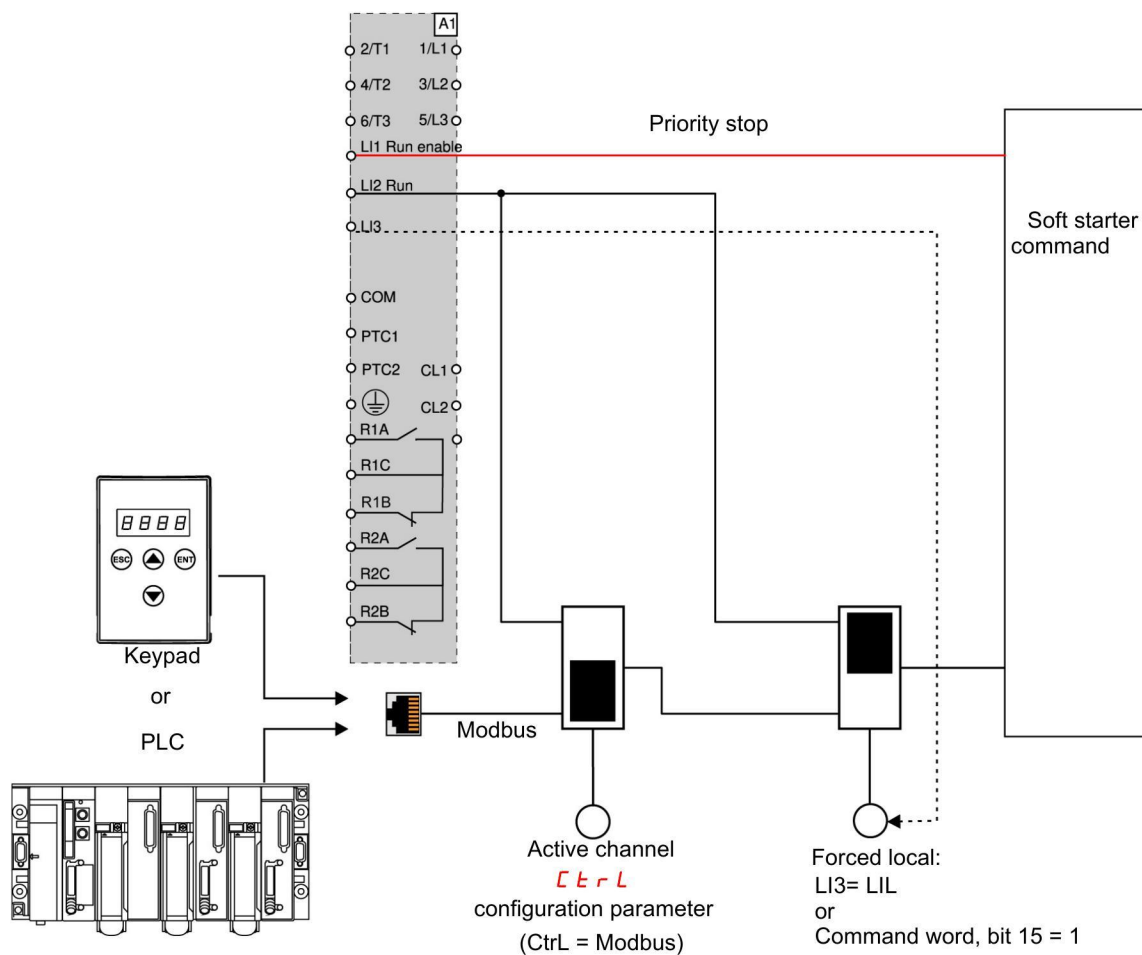 A1
2/T1 1/L1
4/T2 3/L2
6/T3 5/L3
LI1 Run enable
Priority stop
LI2 Run
LI3
Soft starter
command
COM
PTC1
PTC2 CL1
CL2
R1A
R1C
R1B
R2A
R2C
R2B
8888
ESC ENT
Keypad
or
PLC
Modbus
Active channel
CtrL
configuration parameter
(CtrL = Modbus)
Forced local:
LI3= LIL
or
Command word, bit 15 = 1